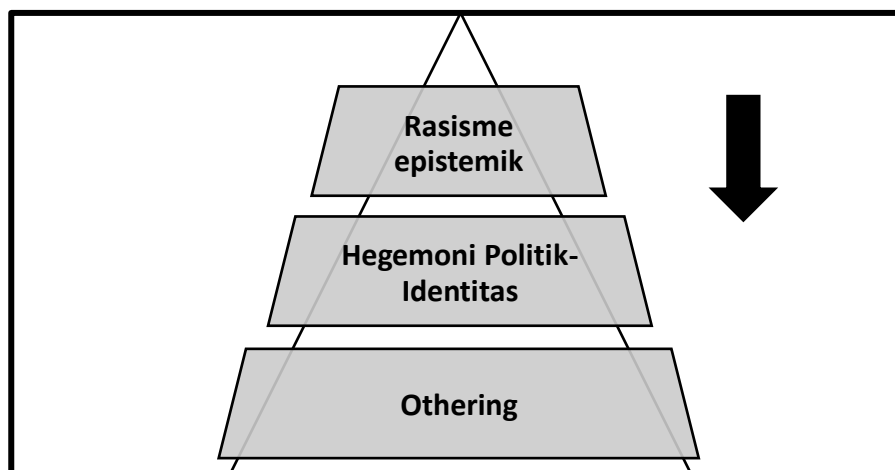 Rasisme
epistemik
Hegemoni Politik-
Identitas
Othering